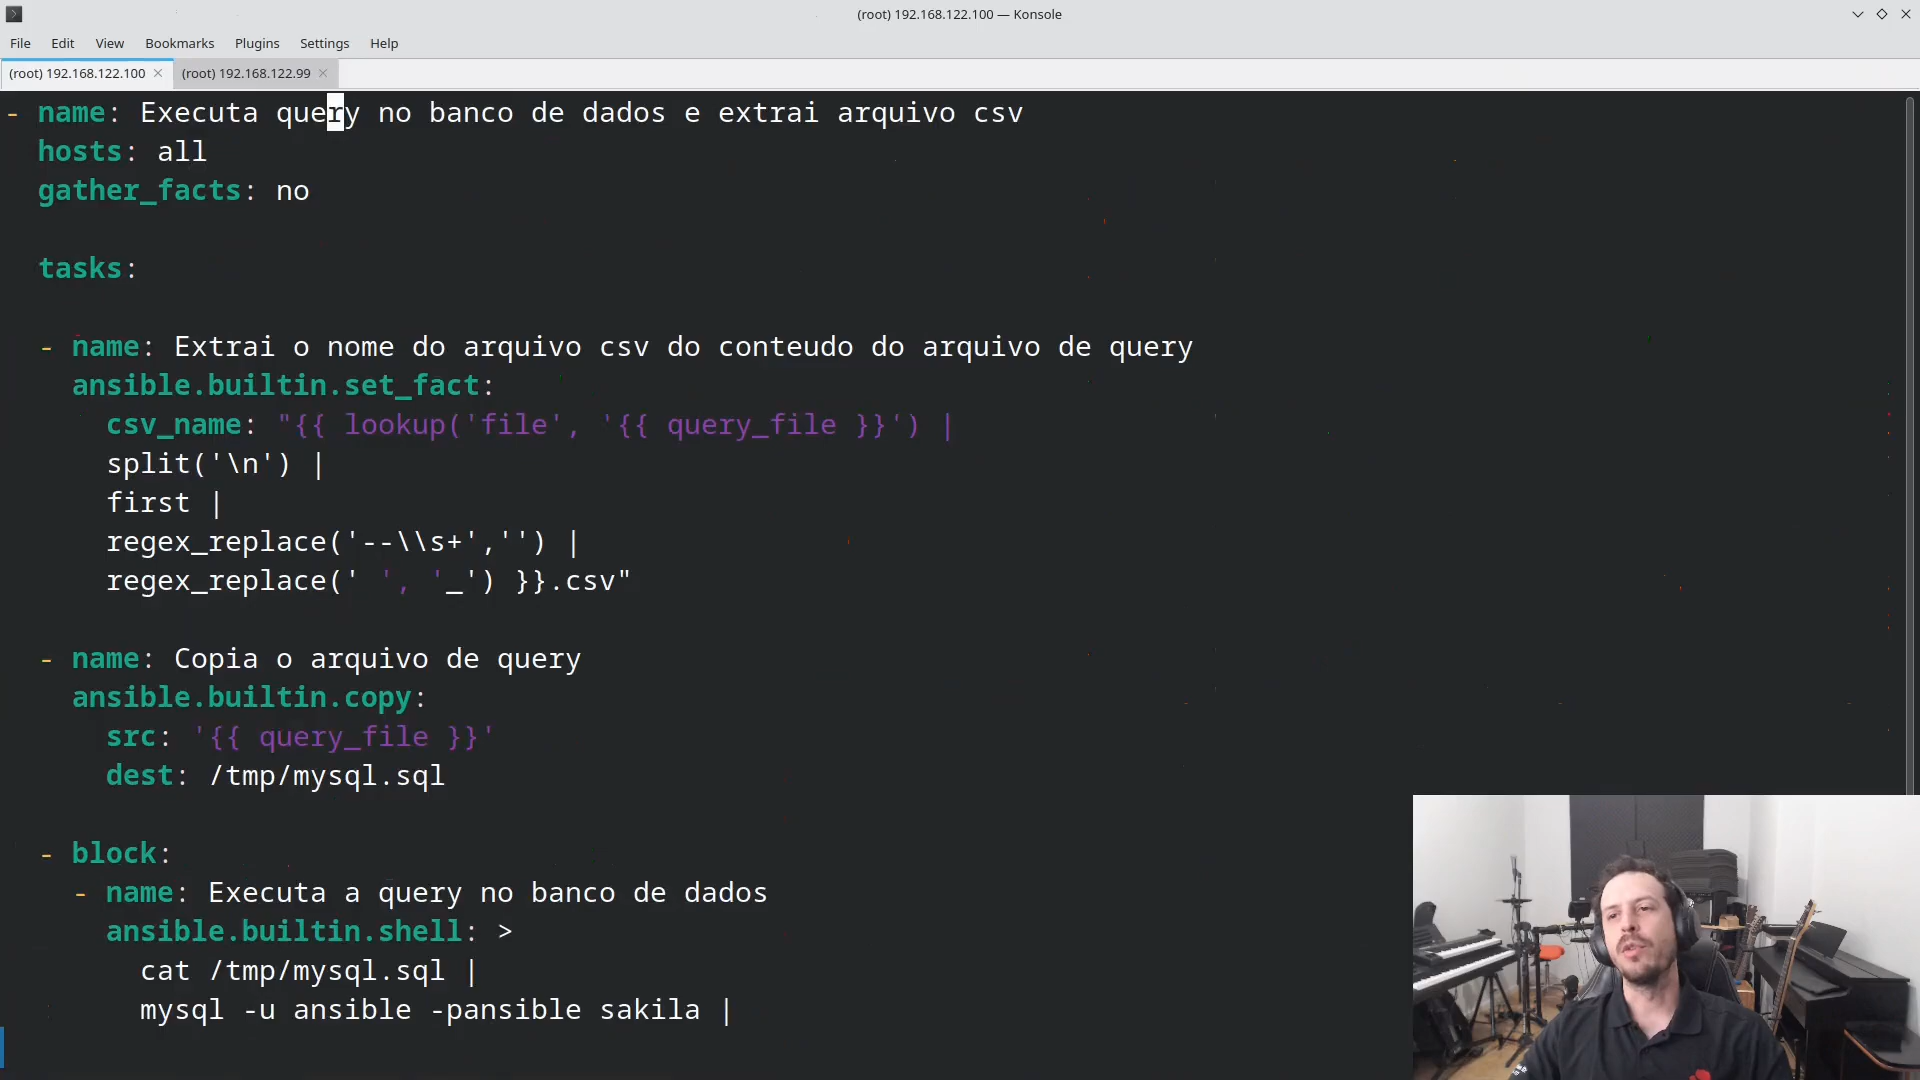 (root) 192.168.122.100 — Konsole
File Edit View Bookmarks Plugins Settings Help
(root) 192.168.122.100 (root) 192.168.122.99
- name: Executa query no banco de dados e extrai arquivo csv
hosts: all
gather_facts: no
tasks:
- name: Extrai o nome do arquivo csv do conteudo do arquivo de query
ansible.builtin.set_fact:
csv_name: "{{ lookup('file', '{{ query_file }}') |
split('\n') |
first |
regex_replace('--\\s+','') |
regex_replace(' ', '_') }}.csv"
- name: Copia o arquivo de query
ansible.builtin.copy:
src: '{{ query_file }}'
dest: /tmp/mysql.sql
- block:
- name: Executa a query no banco de dados
ansible.builtin.shell: >
cat /tmp/mysql.sql |
mysql -u ansible -pansible sakila |